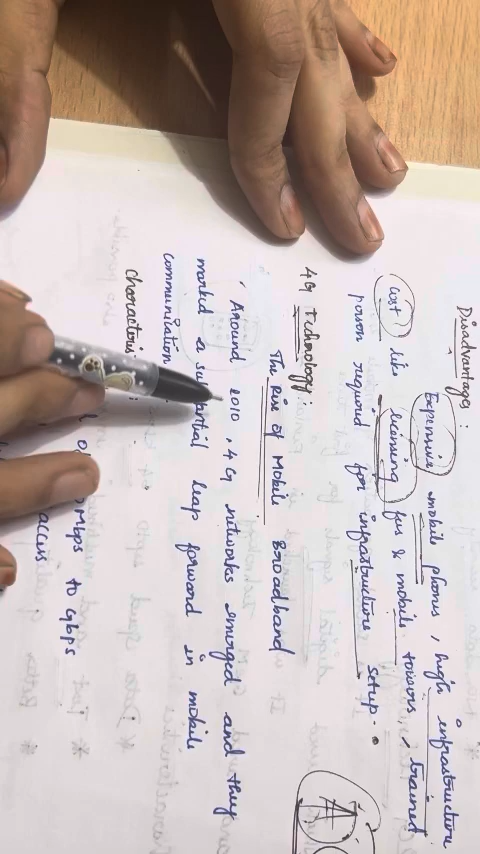 Disadvantages :
Expensive mobile phones, high infrastructure
cost like licensing fees & mobile towers, trained
person required for infrastructure setup.
4G Technology:
The Rise of Mobile Broadband
Around 2010, 4G networks emerged and they
marked a substantial leap forward in mobile
communication
characteris :
Mbps to Gbps
access